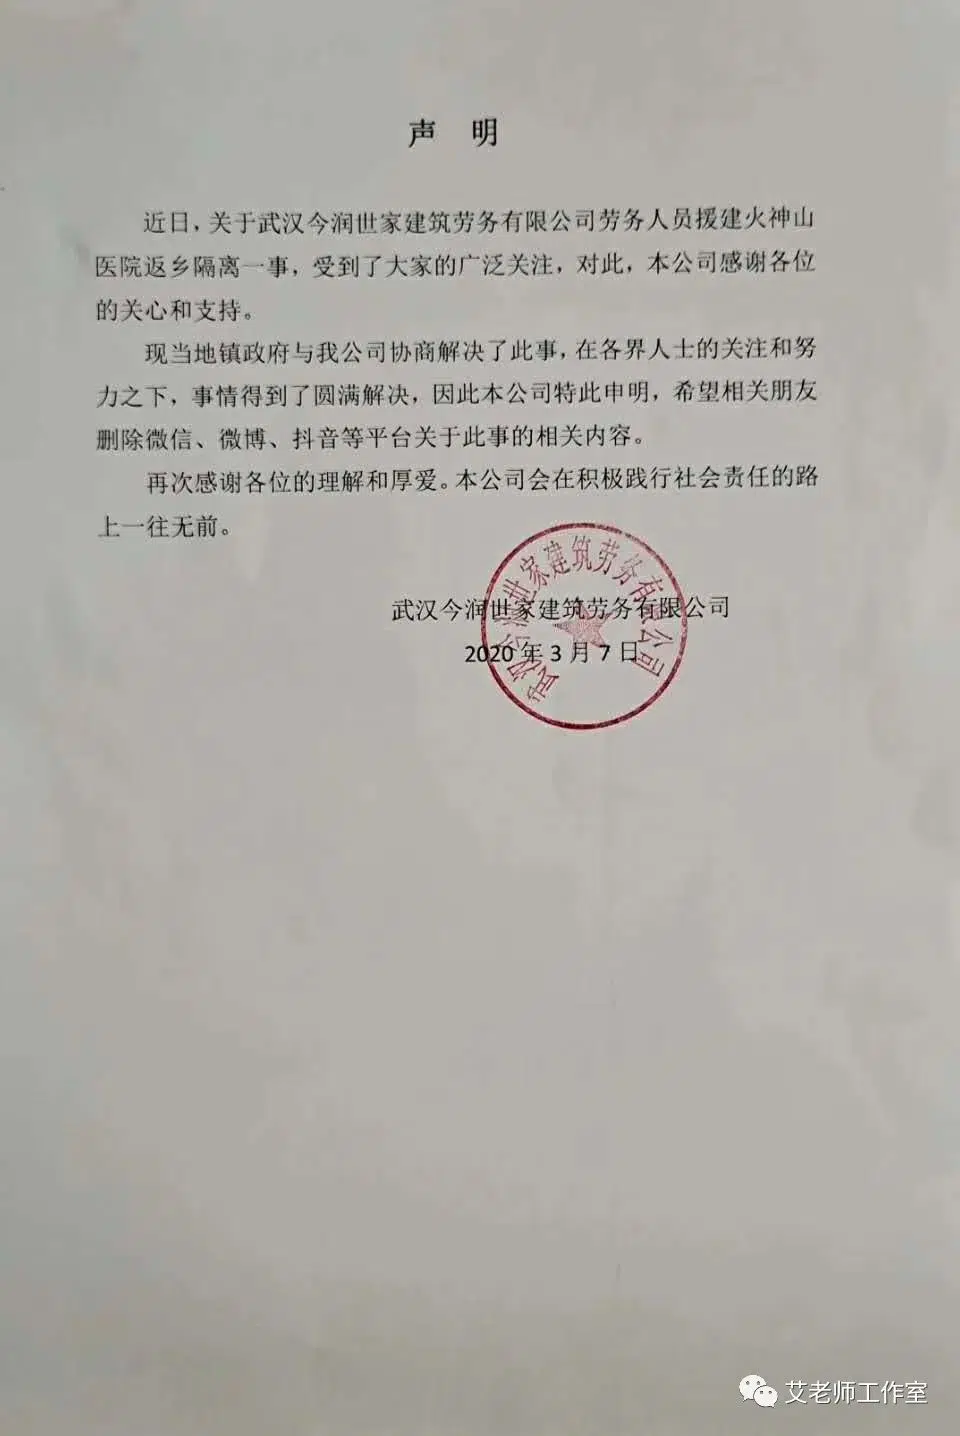 声 明
近日，关于武汉今润世家建筑劳务有限公司劳务人员援建火神山
医院返乡隔离一事，受到了大家的广泛关注，对此，本公司感谢各位
的关心和支持。
现当地镇政府与我公司协商解决了此事，在各界人士的关注和努
力之下，事情得到了圆满解决，因此本公司特此申明，希望相关朋友
删除微信、微博、抖音等平台关于此事的相关内容。
再次感谢各位的理解和厚爱。本公司会在积极践行社会责任的路
上一往无前。
武汉今润世家建筑劳务有限公司
武汉今润世家建筑劳务有限公司
2020 年 3 月 7 日
艾老师工作室